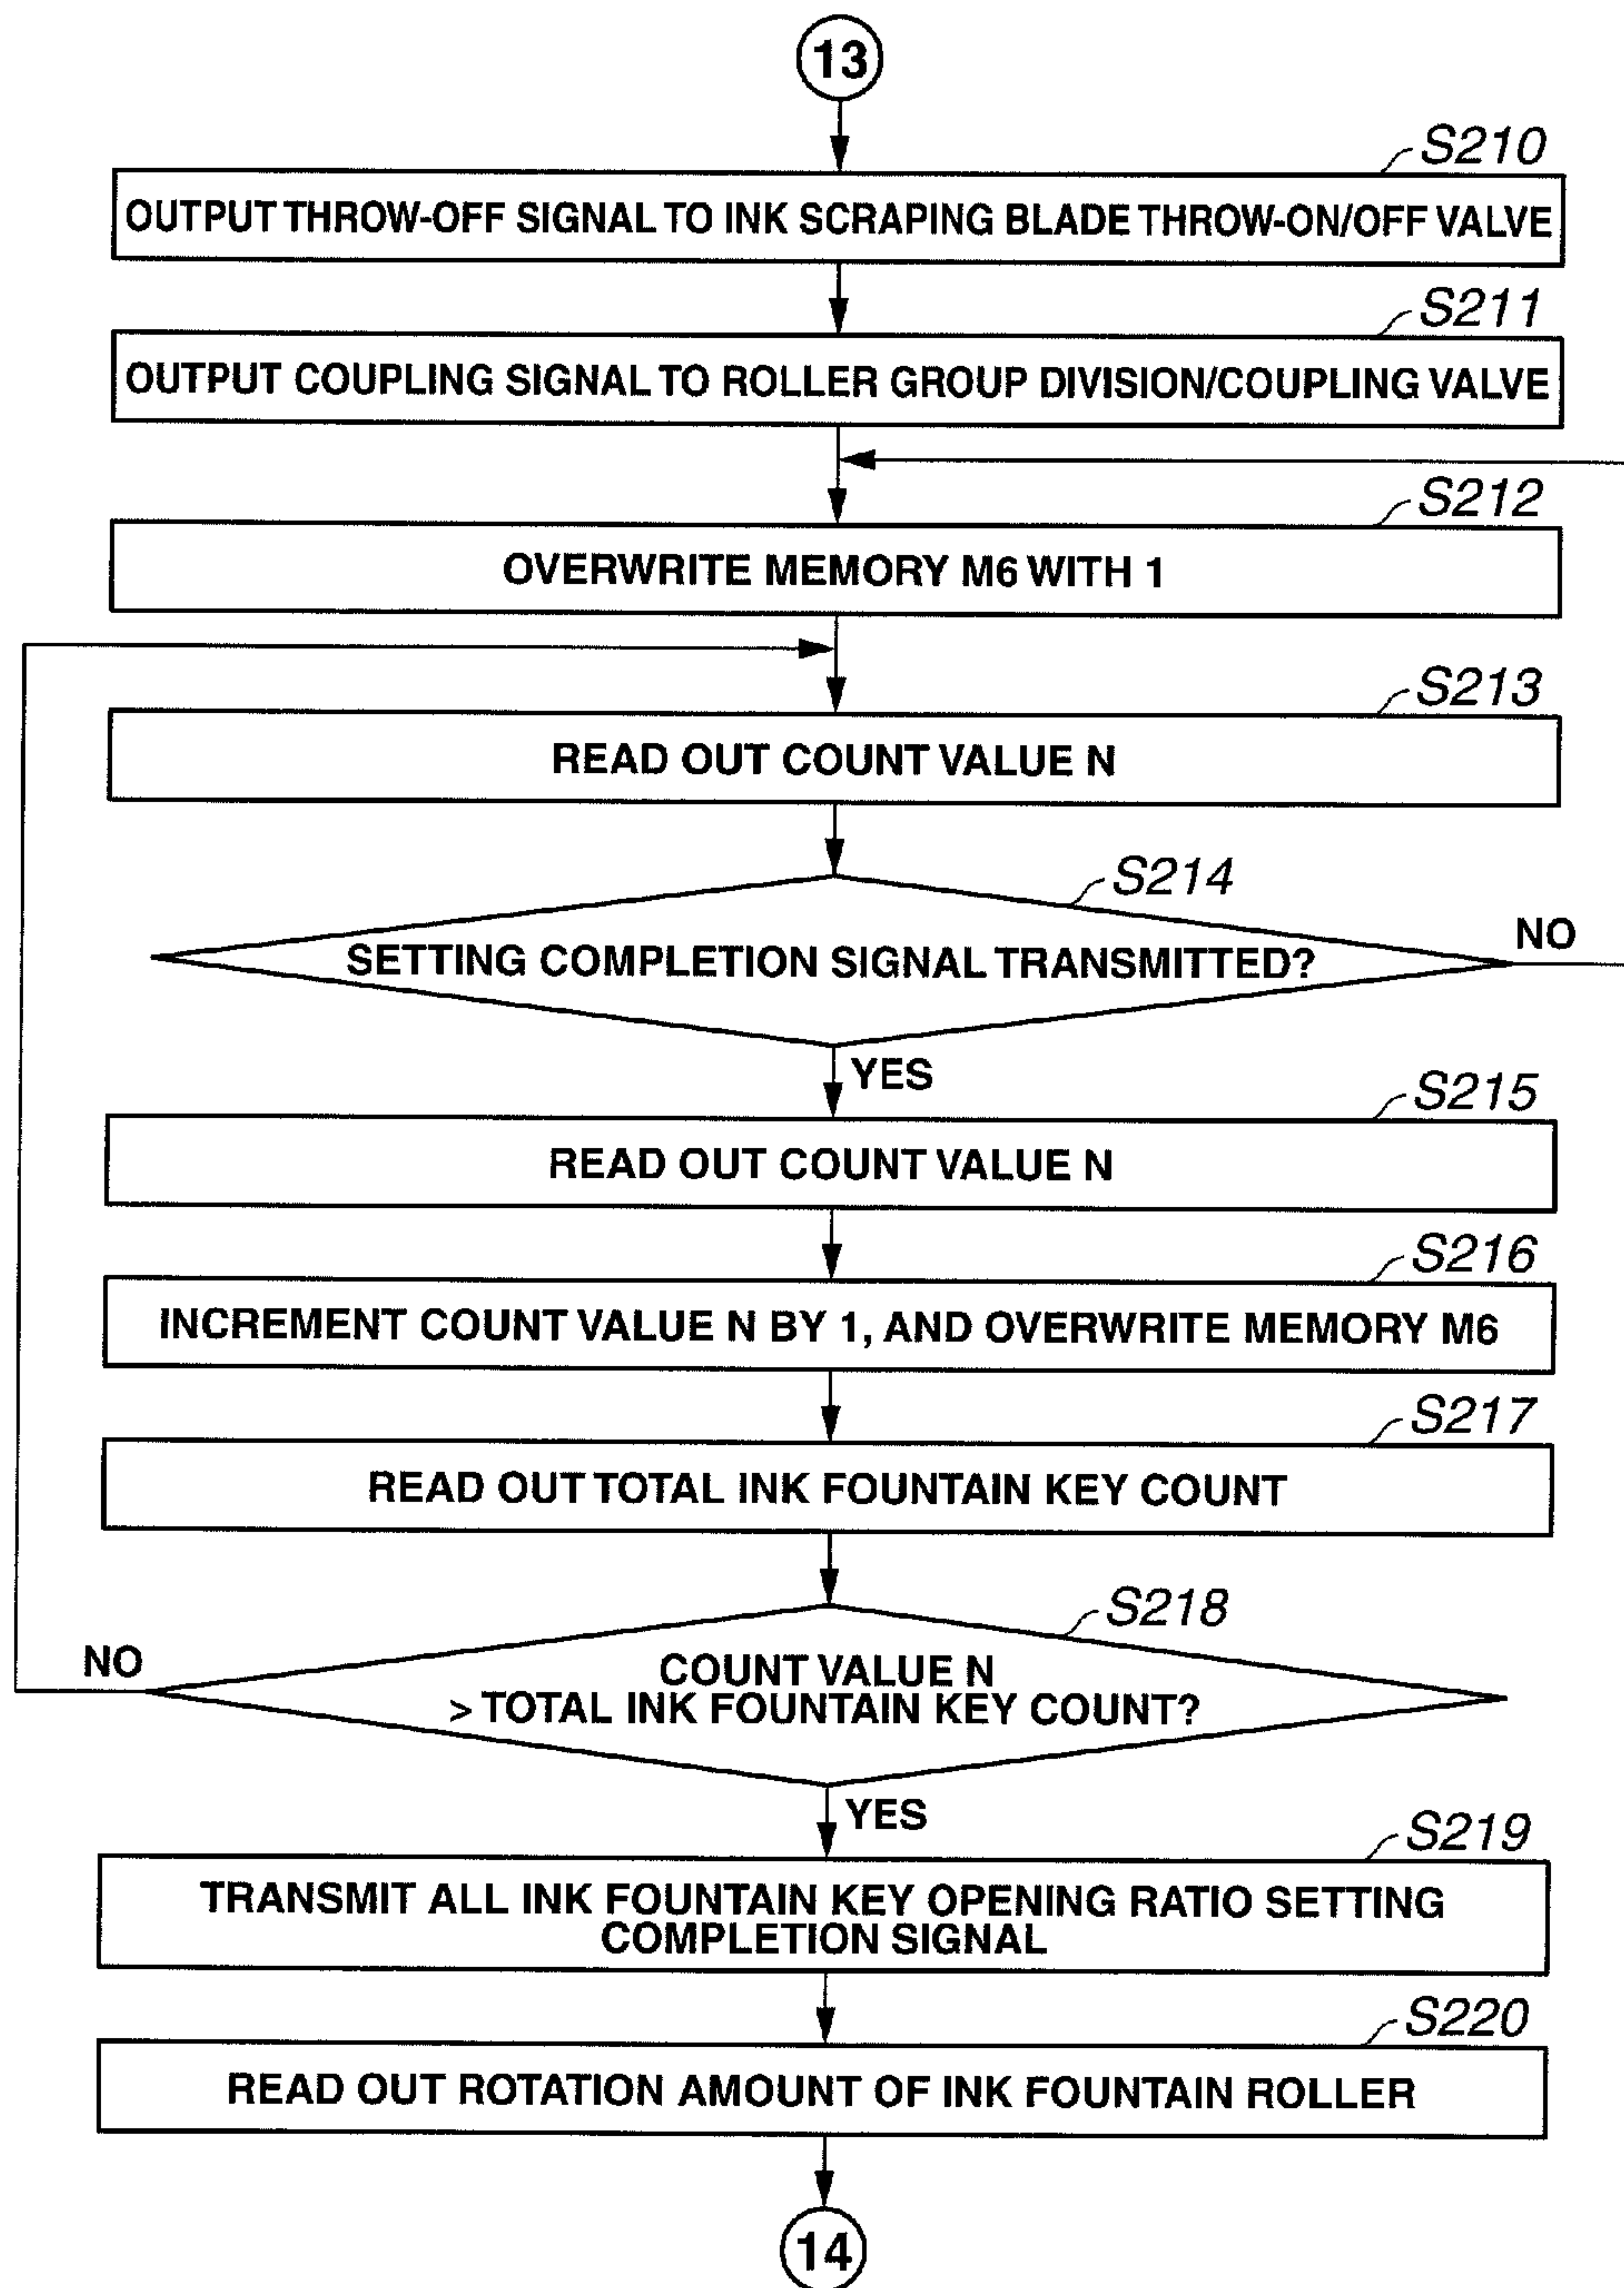 13
S210
OUTPUT THROW-OFF SIGNAL TO INK SCRAPING BLADE THROW-ON/OFF VALVE
S211
OUTPUT COUPLING SIGNAL TO ROLLER GROUP DIVISION/COUPLING VALVE
S212
OVERWRITE MEMORY M6 WITH 1
S213
READ OUT COUNT VALUE N
S214
SETTING COMPLETION SIGNAL TRANSMITTED?
NO
YES
S215
READ OUT COUNT VALUE N
S216
INCREMENT COUNT VALUE N BY 1, AND OVERWRITE MEMORY M6
S217
READ OUT TOTAL INK FOUNTAIN KEY COUNT
S218
NO
COUNT VALUE N
> TOTAL INK FOUNTAIN KEY COUNT?
YES
S219
TRANSMIT ALL INK FOUNTAIN KEY OPENING RATIO SETTING
COMPLETION SIGNAL
S220
READ OUT ROTATION AMOUNT OF INK FOUNTAIN ROLLER
14